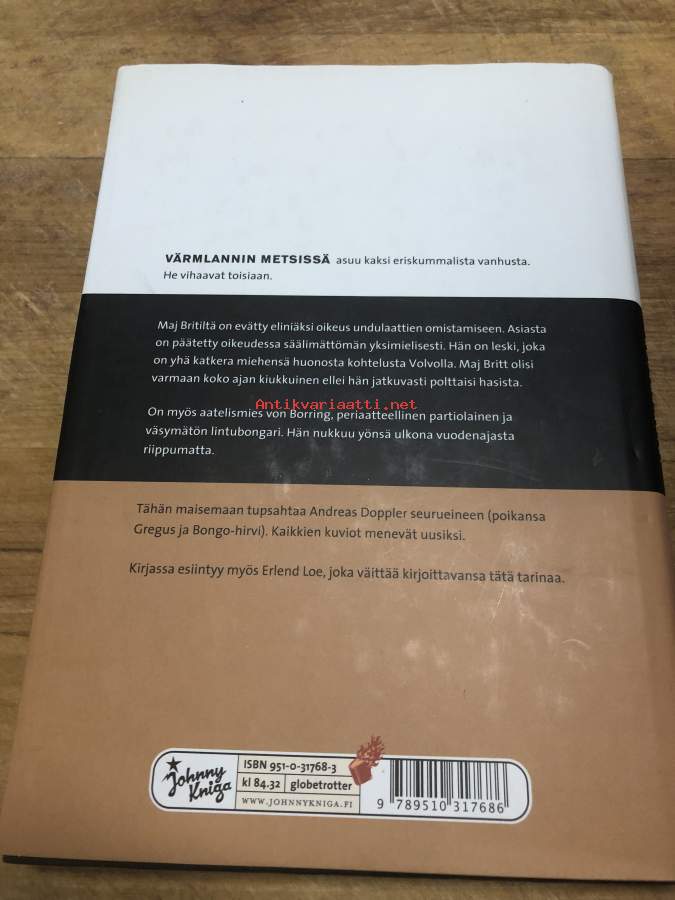 VÄRMLANNIN METSISSÄ asuu kaksi eriskummalista vanhusta.
He vihaavat toisiaan.
Maj Britiltä on evätty eliniäksi oikeus undulaattien omistamiseen. Asiasta
on päätetty oikeudessa säälimättömän yksimielisesti. Hän on leski, joka
on yhä katkera miehensä huonosta kohtelusta Volvolla. Maj Britt olisi
varmaan koko ajan kiukkuinen ellei hän jatkuvasti polttaisi hasista.
Antikvariaatti.net
On myös aatelismies von Borring, periaatteellinen partiolainen ja
väsymätön lintubongari. Hän nukkuu yönsä ulkona vuodenajasta
riippumatta.
Tähän maisemaan tupsahtaa Andreas Doppler seurueineen (poikansa
Gregus ja Bongo-hirvi). Kaikkien kuviot menevät uusiksi.
Kirjassa esiintyy myös Erlend Loe, joka väittää kirjoittavansa tätä tarinaa.
Johnny
Kniga
ISBN 951-0-31768-3
kl 84.32 globetrotter
WWW.JOHNNYKNIGA.FI
9 789510 317686